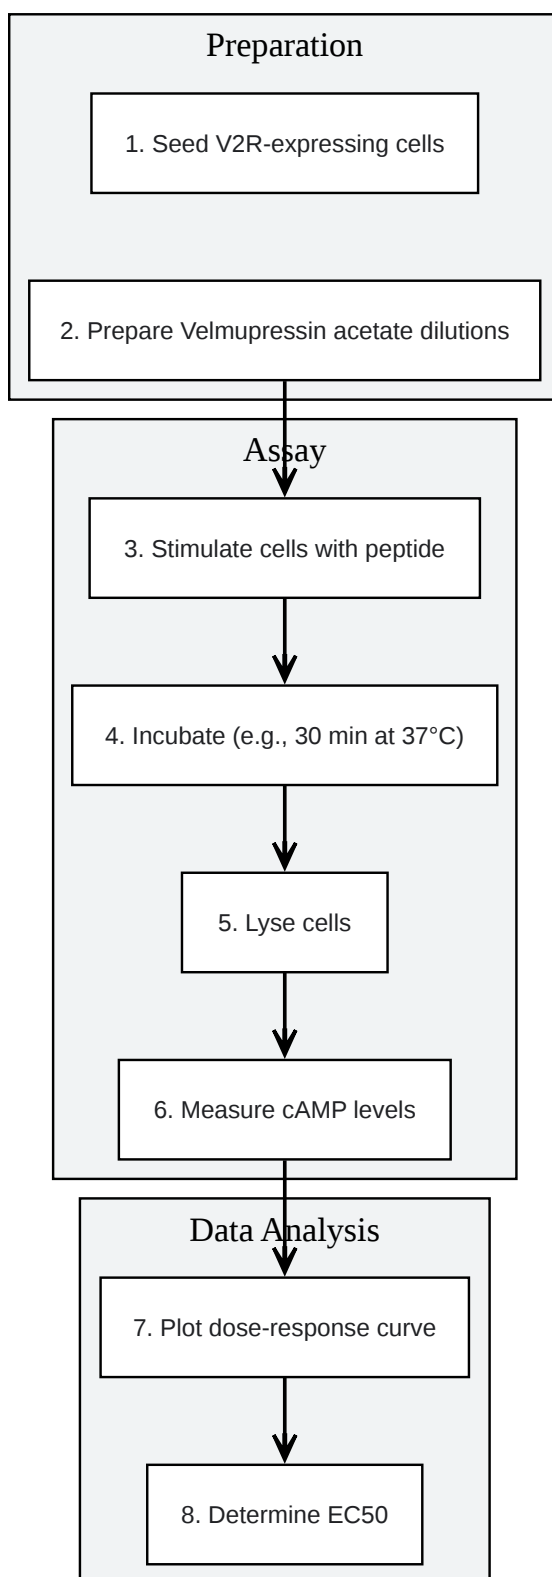 Preparation
1. Seed V2R-expressing cells
2. Prepare Velmupressin acetate dilutions
Assay
3. Stimulate cells with peptide
4. Incubate (e.g., 30 min at 37°C)
5. Lyse cells
6. Measure cAMP levels
Data Analysis
7. Plot dose-response curve
8. Determine EC50